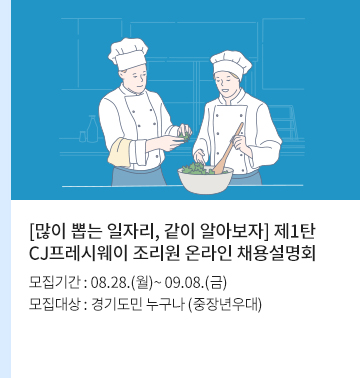 [많이 뽑는 일자리, 같이 알아보자] 제1탄
CJ프레시웨이 조리원 온라인 채용설명회
모집기간 : 08.28.(월)~ 09.08.(금)
모집대상 : 경기도민 누구나 (중장년우대)